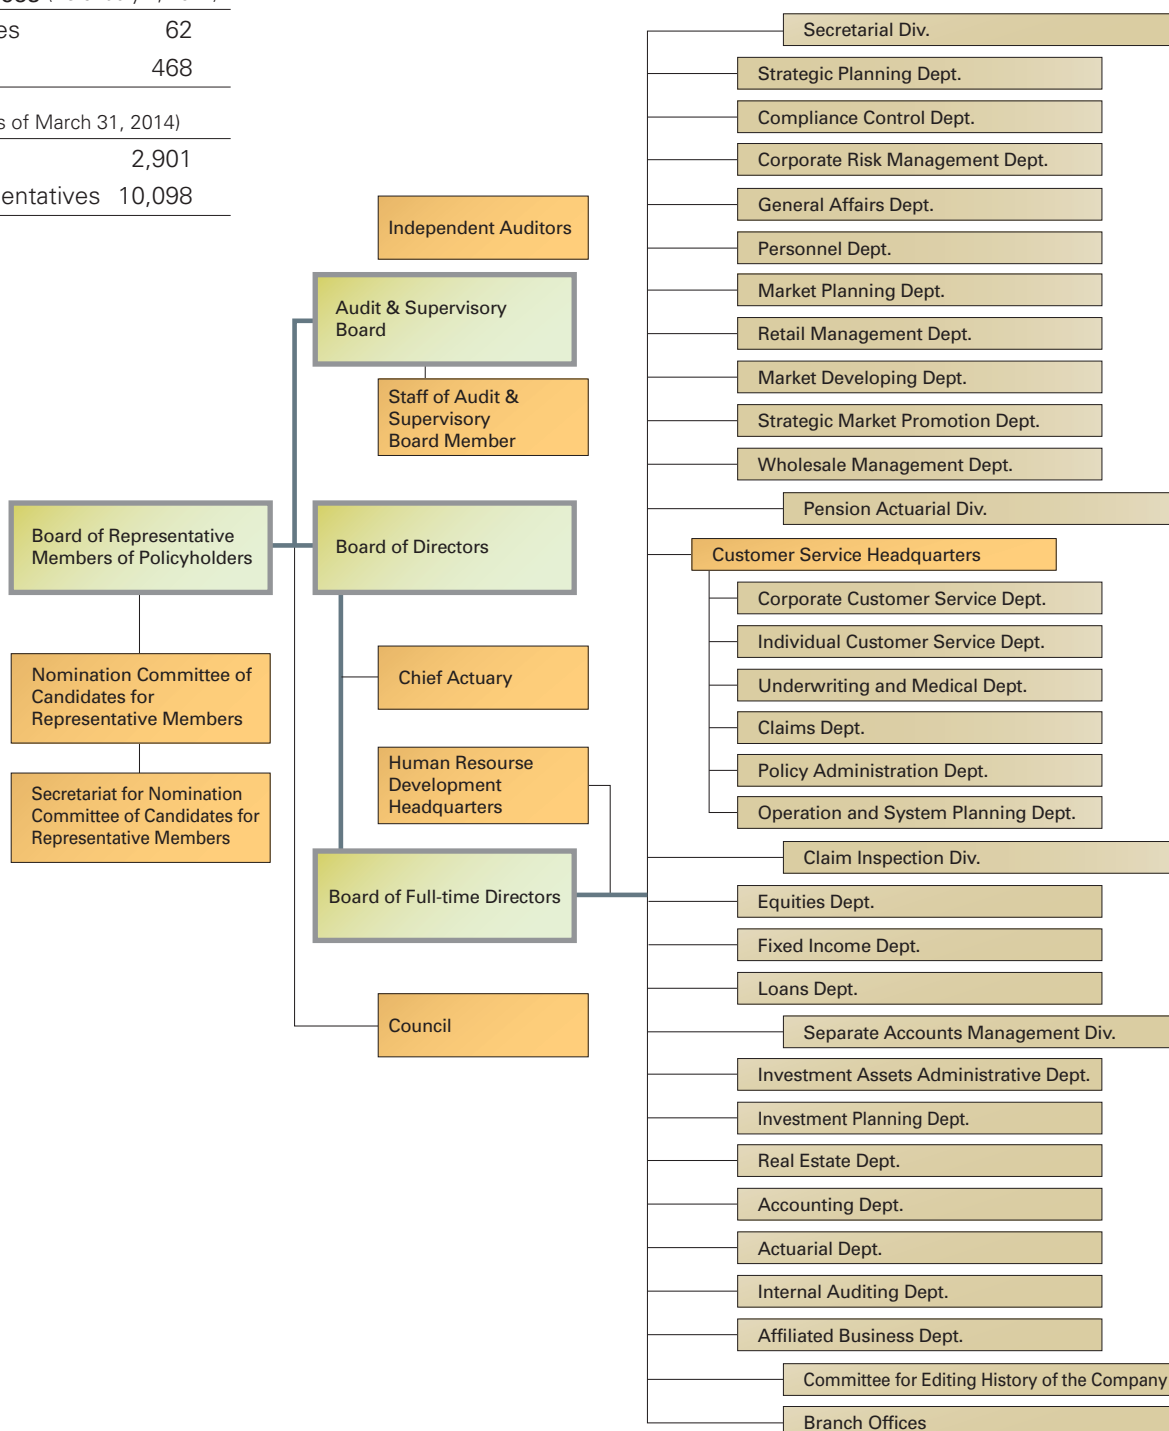 62
468
s of March 31, 2014)
2,901
entatives 10,098
Independent Auditors
Audit & Supervisory
Board
Staff of Audit &
Supervisory
Board Member
Board of Representative
Members of Policyholders
Board of Directors
Nomination Committee of
Candidates for
Representative Members
Secretariat for Nomination
Committee of Candidates for
Representative Members
Chief Actuary
Human Resourse
Development
Headquarters
Board of Full-time Directors
Council
Secretarial Div.
Strategic Planning Dept.
Compliance Control Dept.
Corporate Risk Management Dept.
General Affairs Dept.
Personnel Dept.
Market Planning Dept.
Retail Management Dept.
Market Developing Dept.
Strategic Market Promotion Dept.
Wholesale Management Dept.
Pension Actuarial Div.
Customer Service Headquarters
Corporate Customer Service Dept.
Individual Customer Service Dept.
Underwriting and Medical Dept.
Claims Dept.
Policy Administration Dept.
Operation and System Planning Dept.
Claim Inspection Div.
Equities Dept.
Fixed Income Dept.
Loans Dept.
Separate Accounts Management Div.
Investment Assets Administrative Dept.
Investment Planning Dept.
Real Estate Dept.
Accounting Dept.
Actuarial Dept.
Internal Auditing Dept.
Affiliated Business Dept.
Committee for Editing History of the Company
Branch Offices